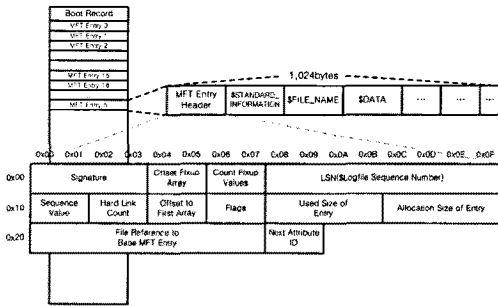 Boot Record
MFT Entry 0
MFT Entry 1
MFT Entry 2
MFT Entry 15
MFT Entry 16
MFT Entry n
1,024bytes
MFT Entry Header
$STANDARD_INFORMATION
$FILE_NAME
$DATA
...
...
...
0x00 0x01 0x02 0x03 0x04 0x05 0x06 0x07 0x08 0x09 0x0A 0x0B 0x0C 0x0D 0x0E 0x0F
0x00
Signature
Offset Fixup Array
Count Fixup Values
LSN($Logfile Sequence Number)
0x10
Sequence Value
Hard Link Count
Offset to First Array
Flags
Used Size of Entry
Allocation Size of Entry
0x20
File Reference to Base MFT Entry
Next Attribute ID